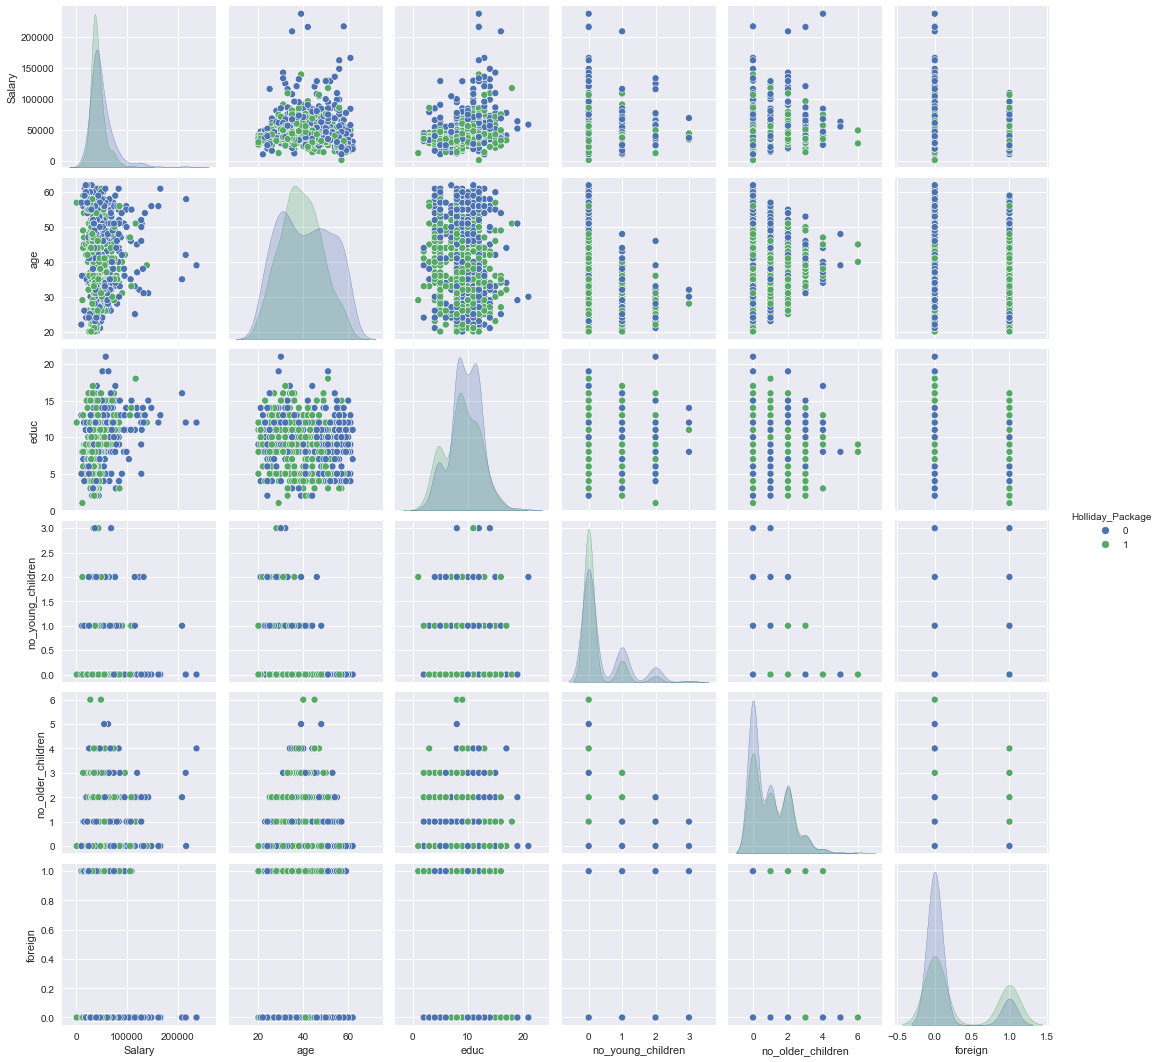 200000
150000
100000
50000
0
Salary
60
50
40
30
20
age
20
15
10
5
0
educ
Holliday_Package
0
1
3.0
2.5
2.0
1.5
1.0
0.5
0.0
no_young_children
6
5
4
3
2
1
0
no_older_children
1.0
0.8
0.6
0.4
0.2
0.0
foreign
0 100000 200000
20 40 60
0 10 20
0 1 2 3
0 2 4 6
−0.5 0.0 0.5 1.0 1.5
Salary age educ no_young_children no_older_children foreign